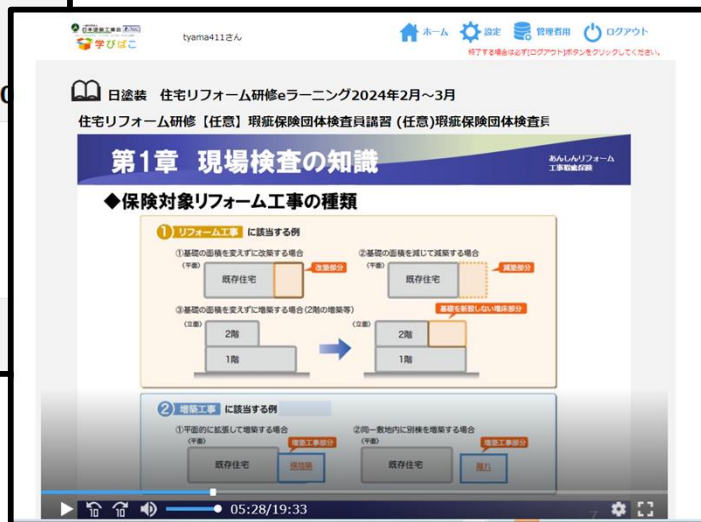 日本塗装工業会
学びばこ
tyama411さん
ホーム
設定
管理者用
ログアウト
終了する場合は必ず[ログアウト]ボタンをクリックしてください。
日塗装 住宅リフォーム研修eラーニング2024年2月～3月
住宅リフォーム研修【任意】瑕疵保険団体検査員講習 (任意)瑕疵保険団体検査員
第1章 現場検査の知識
あんしんリフォーム
工事瑕疵保険
◆保険対象リフォーム工事の種類
① リフォーム工事 に該当する例
①基礎の面積を変えずに改築する場合
(平面)
既存住宅
改築部分
②基礎の面積を減じて減築する場合
(平面)
既存住宅
減築部分
③基礎の面積を変えずに増築する場合(2階の増築等)
(立面)
2階
1階
基礎を新設しない増床部分
(立面)
2階
1階
② 増築工事 に該当する例
①平面的に拡張して増築する場合
(平面)
増築工事部分
既存住宅
②同一敷地内に別棟を増築する場合
(平面)
増築工事部分
既存住宅
離れ
10
10
05:28/19:33
7